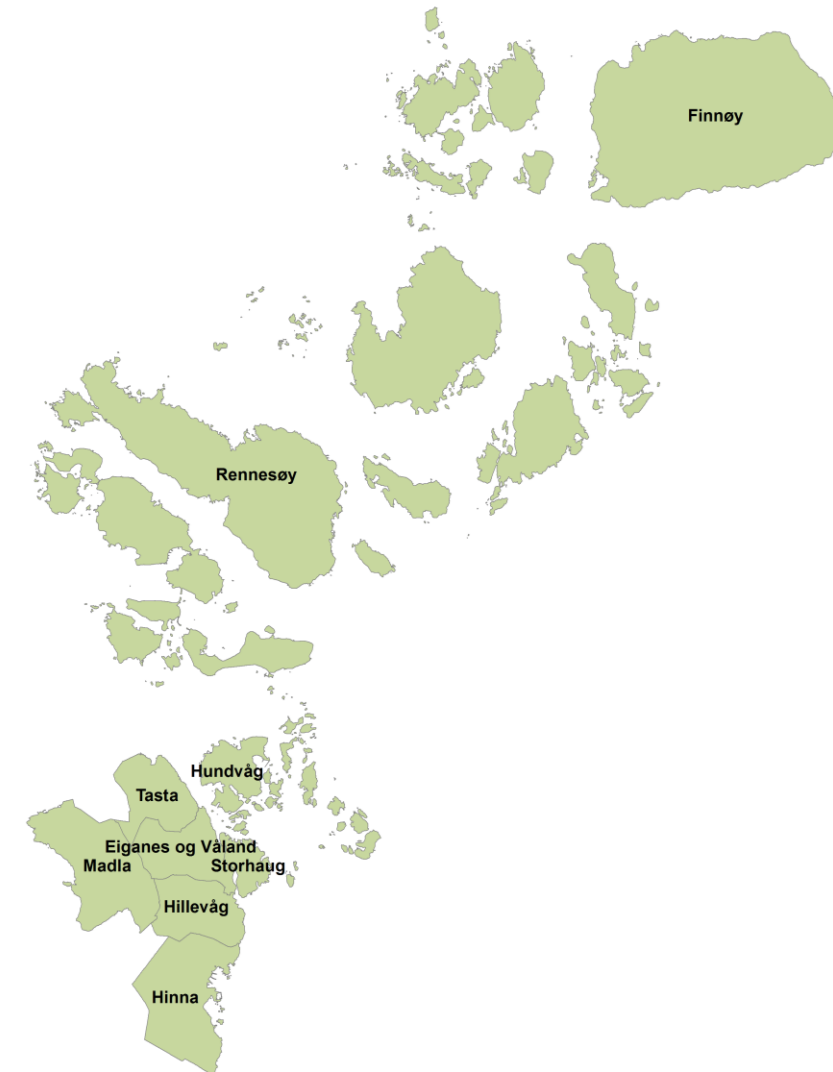 Finnøy
Rennesøy
Hundvåg
Tasta
Eiganes og Våland
Madla
Storhaug
Hillevåg
Hinna